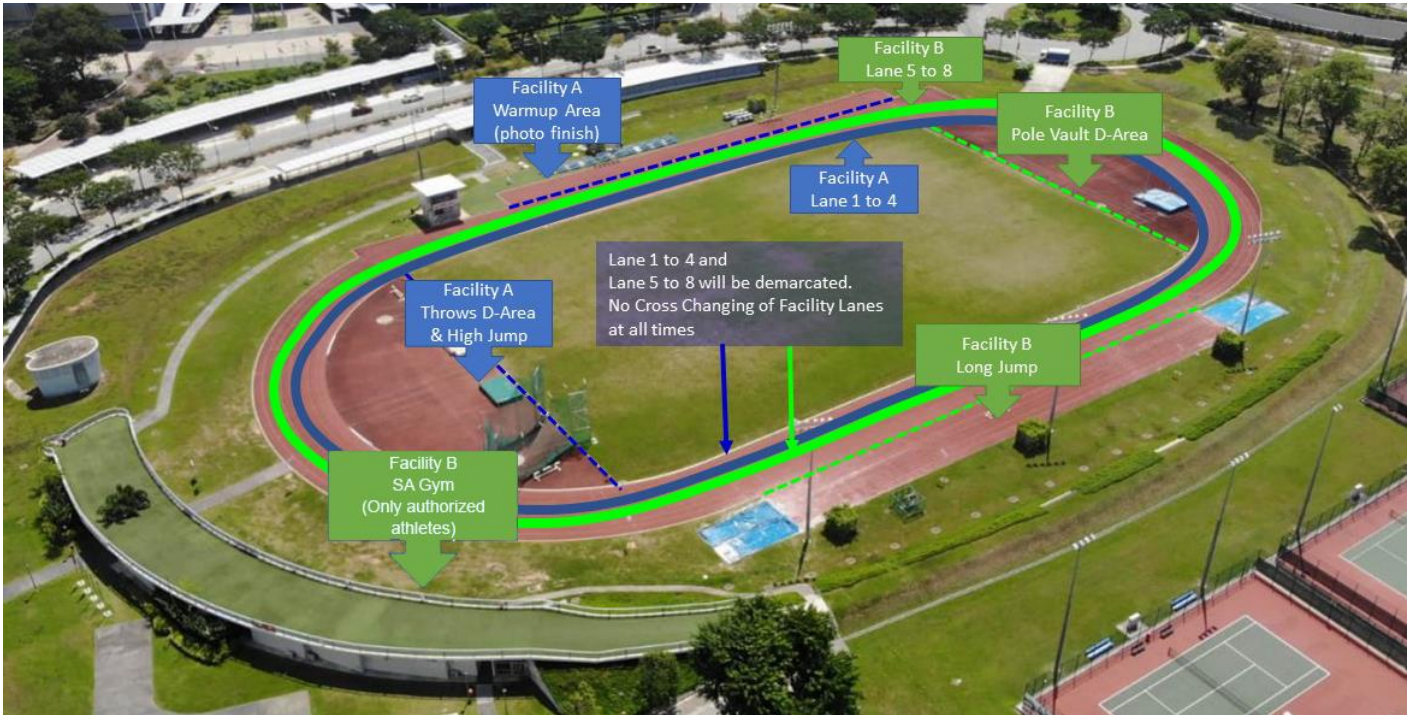 Facility B
Lane 5 to 8
Facility A
Warmup Area
(photo finish)
Facility B
Pole Vault D-Area
Facility A
Lane 1 to 4
Lane 1 to 4 and
Lane 5 to 8 will be demarcated.
No Cross Changing of Facility Lanes
at all times
Facility A
Throws D-Area
& High Jump
Facility B
Long Jump
Facility B
SA Gym
(Only authorized
athletes)